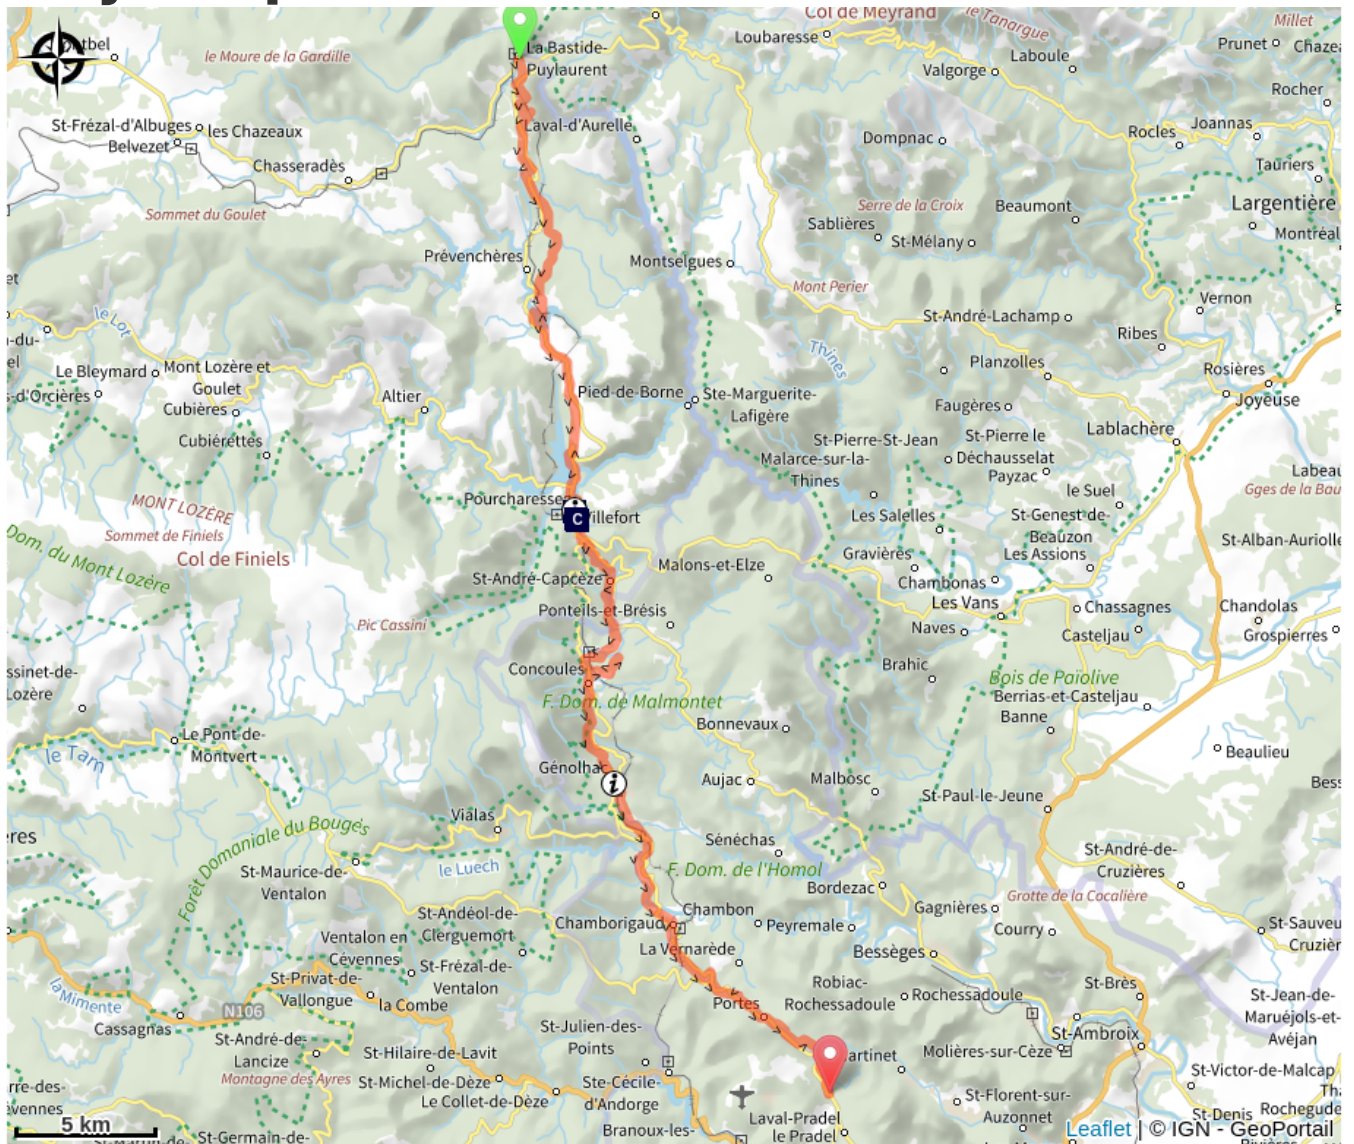 Col de Meyrand
le Tanargue
Millet
Loubaresse
Prunet
Laboule
le Moure de la Gardille
La Bastide-
Puylaurent
Valgorge
Rocher
St-Frézal-d'Albuges
les Chazeaux
Laval-d'Aurelle
Joannas
Belvezet
Dompnac
Rocles
Chasseradès
Tauriers
Sommet du Goulet
Serre de la Croix
Beaumont
Largentière
Sablières
St-Mélany
Montréal
Prévenchères
Montselgues
Mont Perier
Vernon
le Lot
St-André-Lachamp
Ribes
Thines
Planzolles
Le Bleymard
Mont Lozère et
Goulet
Rosières
s-d'Orcières
Altier
Pied-de-Borne
Ste-Marguerite-
Lafigère
Joyeuse
Cubières
Faugères
Lablachère
Cubiérettes
St-Pierre-St-Jean
St-Pierre le
Déchausselat
Malarce-sur-la-
Thines
Payzac
MONT LOZÈRE
Pourcharesses
le Suel
Gges de la Bau
Sommet de Finiels
C
illefort
Les Salelles
St-Genest-de-
Beauzon
Dom. du Mont Lozère
Col de Finiels
Gravières
Les Assions
St-Alban-Auriolle
St-André-Capcèze
Malons-et-Elze
Chambonas
Les Vans
Chassagnes
Chandolas
Ponteils-et-Brésis
Pic Cassini
Naves
Casteljau
Grospierres
ssinet-de-
Lozère
Concoules
Brahic
Bois de Païolive
F. Dom. de Malmontet
Berrias-et-Casteljau
Banne
Bonnevaux
le Tarn
Le Pont-de-
Montvert
Beaulieu
Génolhac
i
Aujac
Malbosc
St-Paul-le-Jeune
Vialas
Forêt Domaniale du Bougès
Sénéchas
St-André-de-
Cruzières
St-Maurice-de-
Ventalon
le Luech
F. Dom. de l'Homol
Bordezac
Grotte de la Cocalière
St-Andéol-de-
Clerguemort
Chambon
Gagnières
Chamborigaud
Peyremale
Courry
St-Sauveu
Cruzièr
Ventalon en
Cévennes
La Vernarède
Bessèges
St-Frézal-de-
Ventalon
St-Privat-de-
Vallongue
Robiac-
Rochessadoule
Rochessadoule
St-Brès
la Mimente
la Combe
Portes
St-Jean-de-
Maruéjols-et-
Avéjan
N106
Cassagnas
St-André-de-
Lancize
St-Julien-des-
Points
St-Ambroix
St-Hilaire-de-Lavit
artinet
Molières-sur-Cèze
Montagne des Ayres
St-Michel-de-Dèze
Ste-Cécile-
d'Andorge
St-Victor-de-Malcap
Le Collet-de-Dèze
St-Florent-sur-
Auzonnet
5 km
Laval-Pradel
le Pradel
St-Denis
Rochegude
St-Germain-de-
Branoux-les-
Leaflet | © IGN - GeoPortail